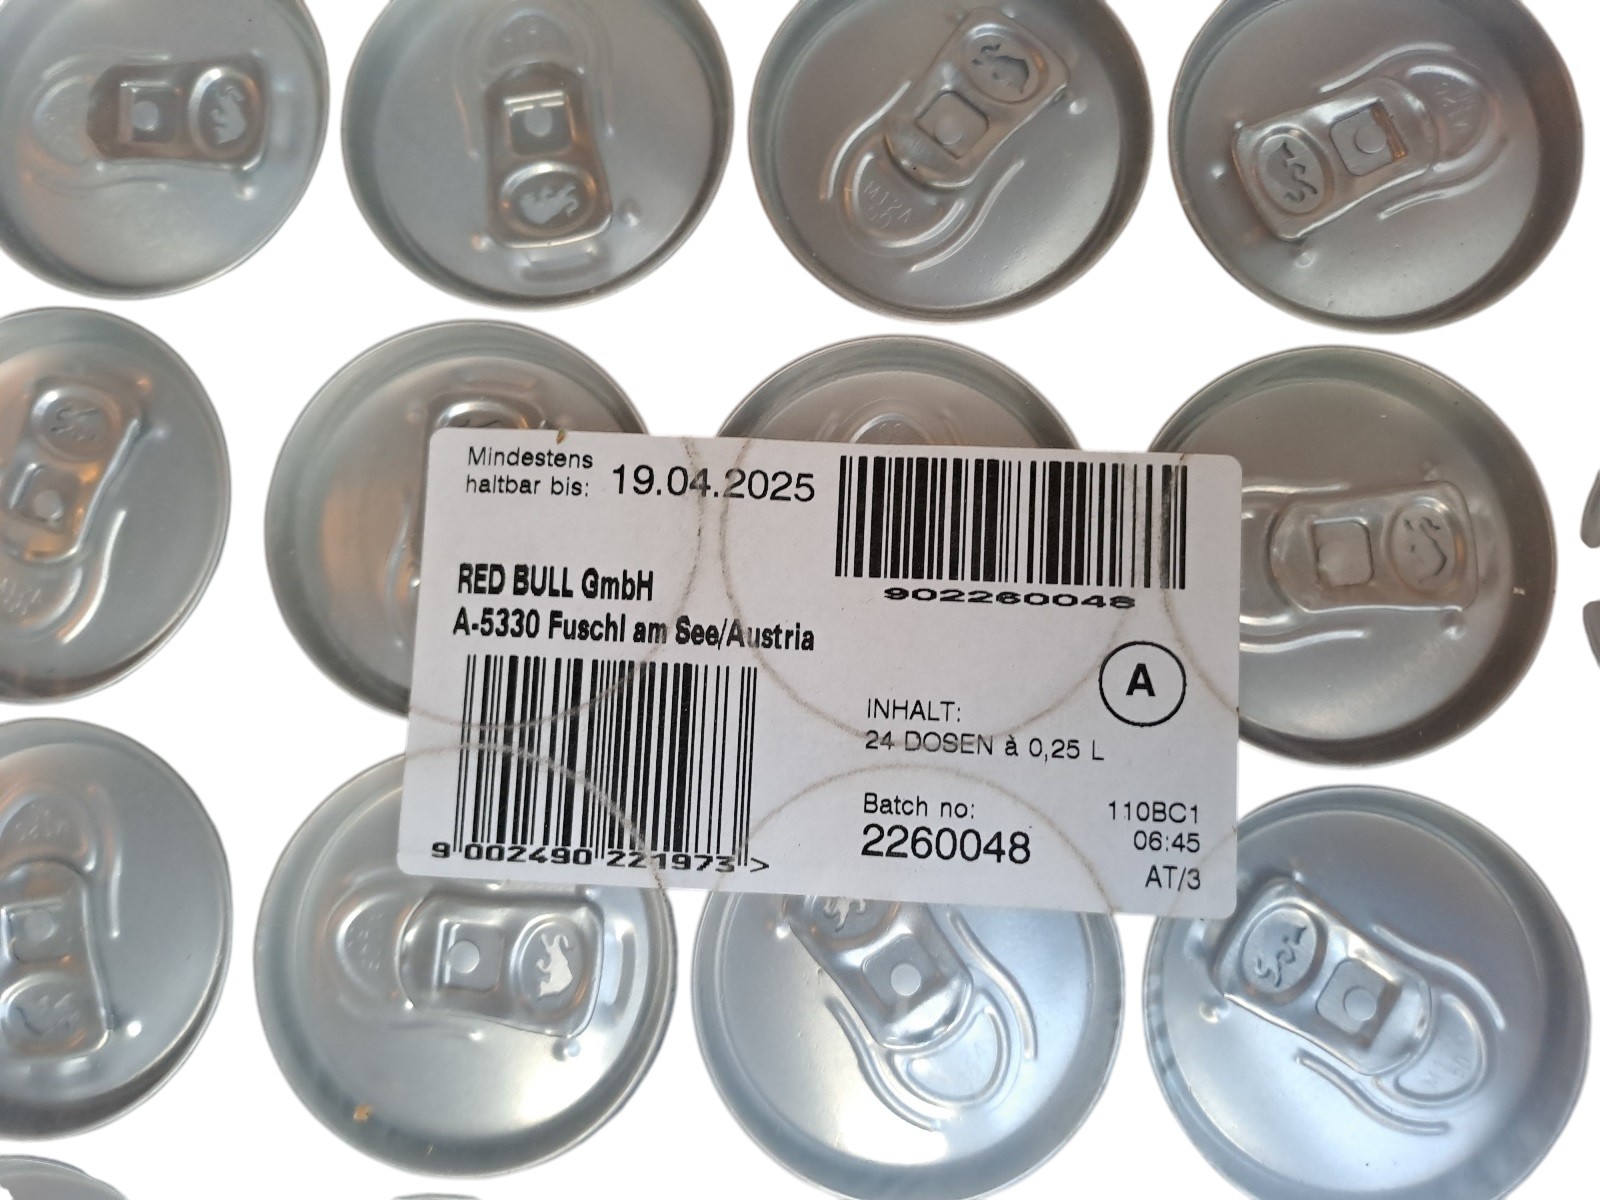 Mindestens
haltbar bis: 19.04.2025
902260048
RED BULL GmbH
A-5330 Fuschl am See/Austria
A
INHALT:
24 DOSEN à 0,25 L
9 002490 221973 >
Batch no:
2260048
110BC1
06:45
AT/3